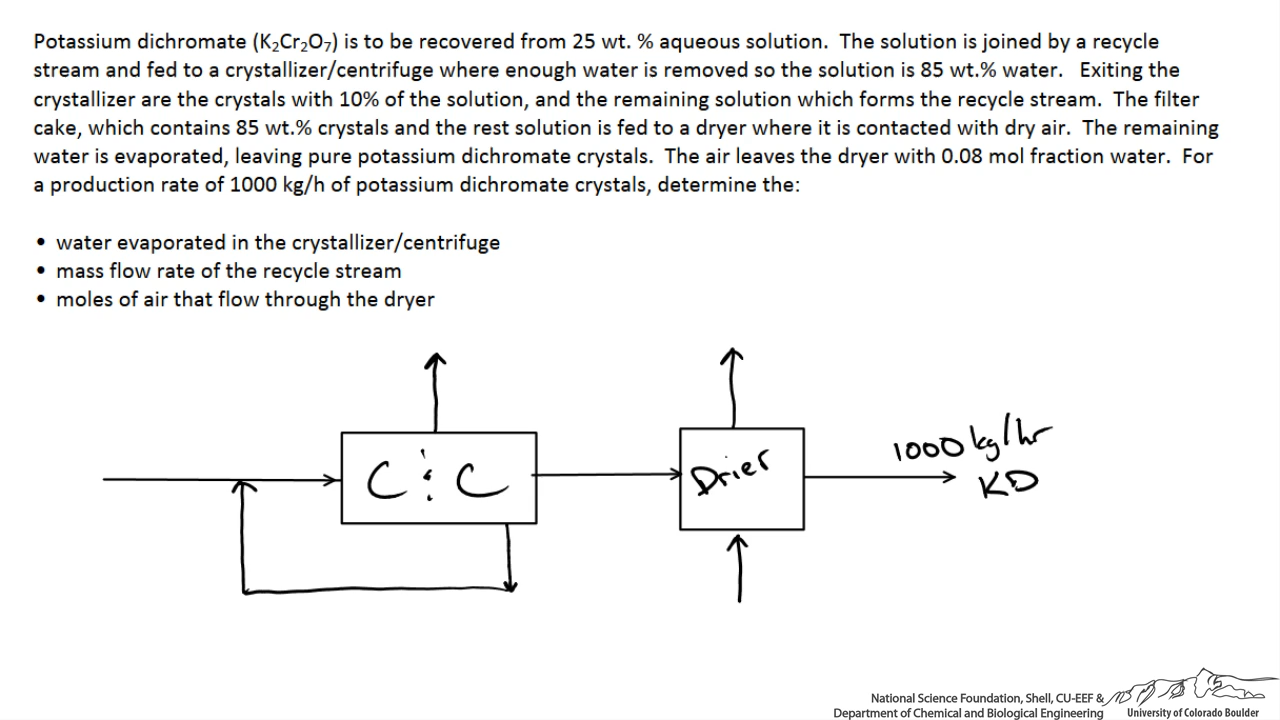 Potassium dichromate (K₂Cr₂O₇) is to be recovered from 25 wt. % aqueous solution.  The solution is joined by a recycle
stream and fed to a crystallizer/centrifuge where enough water is removed so the solution is 85 wt.% water.   Exiting the
crystallizer are the crystals with 10% of the solution, and the remaining solution which forms the recycle stream.  The filter
cake, which contains 85 wt.% crystals and the rest solution is fed to a dryer where it is contacted with dry air.  The remaining
water is evaporated, leaving pure potassium dichromate crystals.  The air leaves the dryer with 0.08 mol fraction water.  For
a production rate of 1000 kg/h of potassium dichromate crystals, determine the:
• water evaporated in the crystallizer/centrifuge
• mass flow rate of the recycle stream
• moles of air that flow through the dryer
C & C
Drier
1000 kg/hr
KD
National Science Foundation, Shell, CU-EEF &
Department of Chemical and Biological Engineering
University of Colorado Boulder